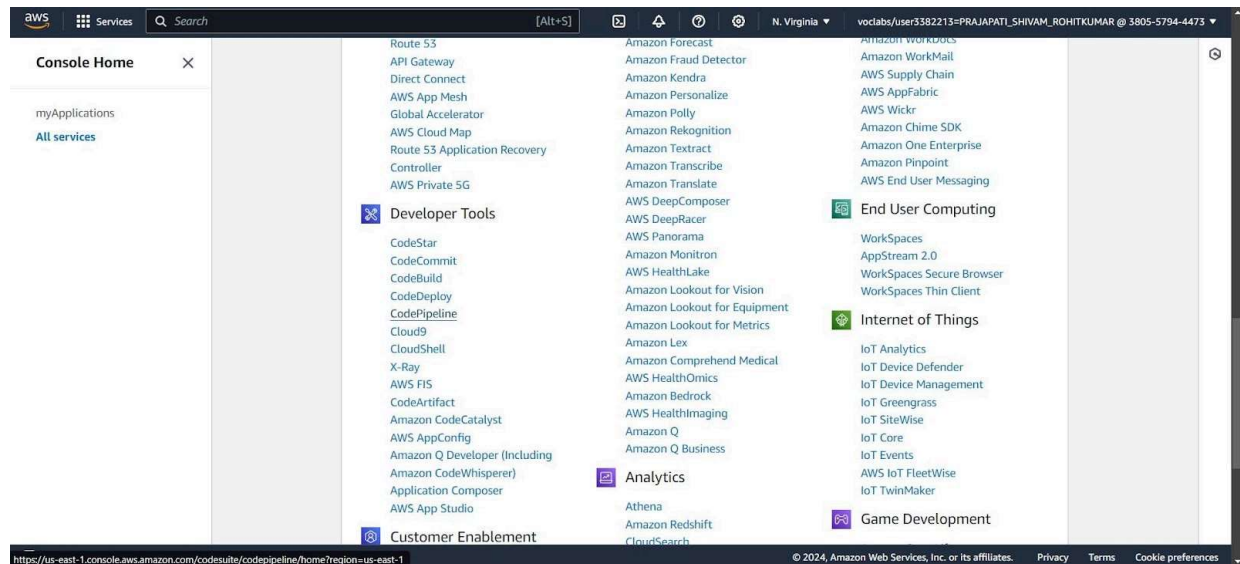 aws
Services
Search
[Alt+S]
N. Virginia
voclabs/user3382213=PRAJAPATI_SHIVAM_ROHITKUMAR @ 3805-5794-4473
Console Home
myApplications
All services
Route 53
API Gateway
Direct Connect
AWS App Mesh
Global Accelerator
AWS Cloud Map
Route 53 Application Recovery
Controller
AWS Private 5G
Developer Tools
CodeStar
CodeCommit
CodeBuild
CodeDeploy
CodePipeline
Cloud9
CloudShell
X-Ray
AWS FIS
CodeArtifact
Amazon CodeCatalyst
AWS AppConfig
Amazon Q Developer (Including
Amazon CodeWhisperer)
Application Composer
AWS App Studio
Customer Enablement
Amazon Forecast
Amazon Fraud Detector
Amazon Kendra
Amazon Personalize
Amazon Polly
Amazon Rekognition
Amazon Textract
Amazon Transcribe
Amazon Translate
AWS DeepComposer
AWS DeepRacer
AWS Panorama
Amazon Monitron
AWS HealthLake
Amazon Lookout for Vision
Amazon Lookout for Equipment
Amazon Lookout for Metrics
Amazon Lex
Amazon Comprehend Medical
AWS HealthOmics
Amazon Bedrock
AWS HealthImaging
Amazon Q
Amazon Q Business
Analytics
Athena
Amazon Redshift
CloudSearch
Amazon WorkDocs
Amazon WorkMail
AWS Supply Chain
AWS AppFabric
AWS Wickr
Amazon Chime SDK
Amazon One Enterprise
Amazon Pinpoint
AWS End User Messaging
End User Computing
WorkSpaces
AppStream 2.0
WorkSpaces Secure Browser
WorkSpaces Thin Client
Internet of Things
IoT Analytics
IoT Device Defender
IoT Device Management
IoT Greengrass
IoT SiteWise
IoT Core
IoT Events
AWS IoT FleetWise
IoT TwinMaker
Game Development
https://us-east-1.console.aws.amazon.com/codesuite/codepipeline/home?region=us-east-1
© 2024, Amazon Web Services, Inc. or its affiliates.
Privacy
Terms
Cookie preferences